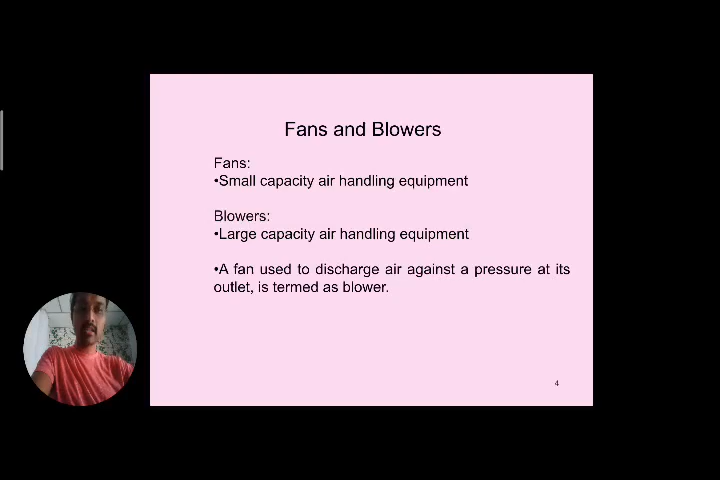 Fans and Blowers
Fans:
•Small capacity air handling equipment
Blowers:
•Large capacity air handling equipment
•A fan used to discharge air against a pressure at its
outlet, is termed as blower.
4